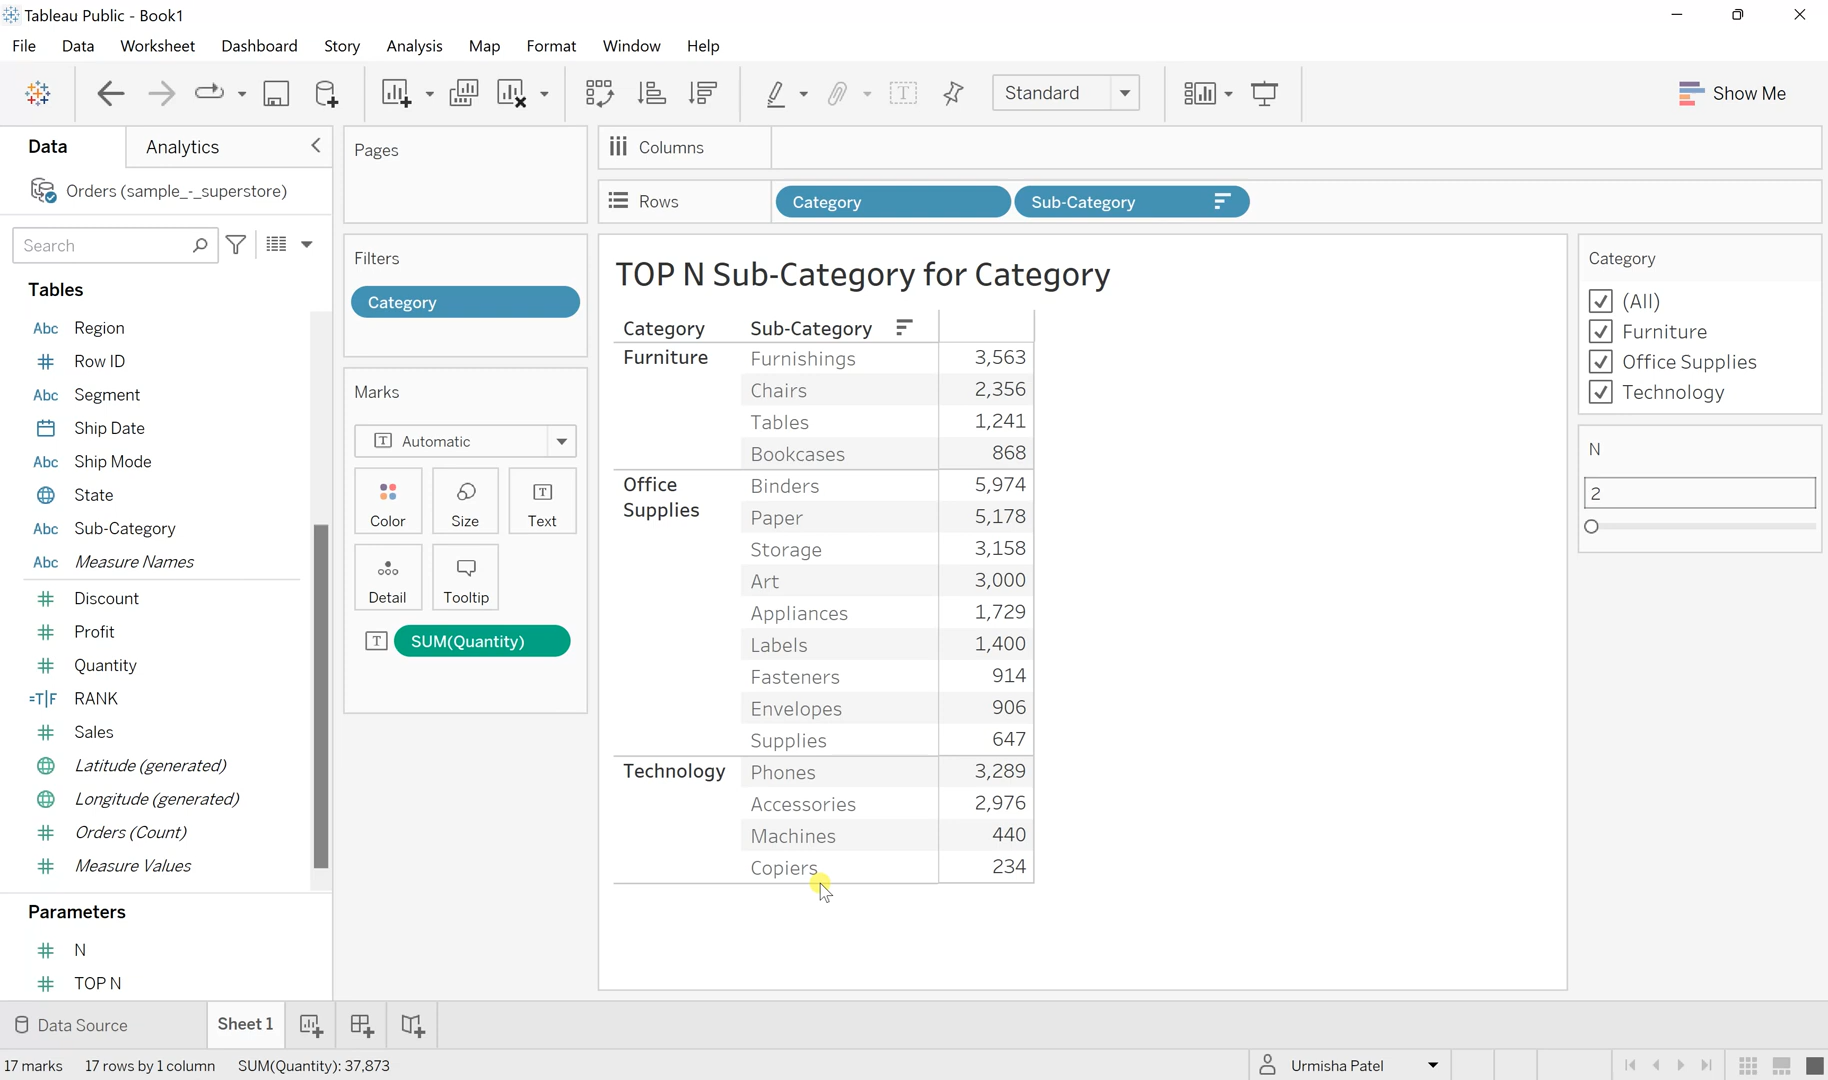 Tableau Public - Book1
File Data Worksheet Dashboard Story Analysis Map Format Window Help
Standard
Show Me
Data Analytics
Orders (sample_-_superstore)
Search
Tables
Abc Region
Row ID
Abc Segment
Ship Date
Abc Ship Mode
State
Abc Sub-Category
Abc Measure Names
Discount
Profit
Quantity
=T|F RANK
Sales
Latitude (generated)
Longitude (generated)
Orders (Count)
Measure Values
Parameters
N
TOP N
Pages
Filters
Category
Marks
Automatic
Color Size Text
Detail Tooltip
SUM(Quantity)
Columns
Rows Category Sub-Category
TOP N Sub-Category for Category
Category Sub-Category
Furniture Furnishings 3,563
Chairs 2,356
Tables 1,241
Bookcases 868
Office Supplies Binders 5,974
Paper 5,178
Storage 3,158
Art 3,000
Appliances 1,729
Labels 1,400
Fasteners 914
Envelopes 906
Supplies 647
Technology Phones 3,289
Accessories 2,976
Machines 440
Copiers 234
Category
(All)
Furniture
Office Supplies
Technology
N
2
Data Source Sheet 1
17 marks 17 rows by 1 column SUM(Quantity): 37,873 Urmisha Patel